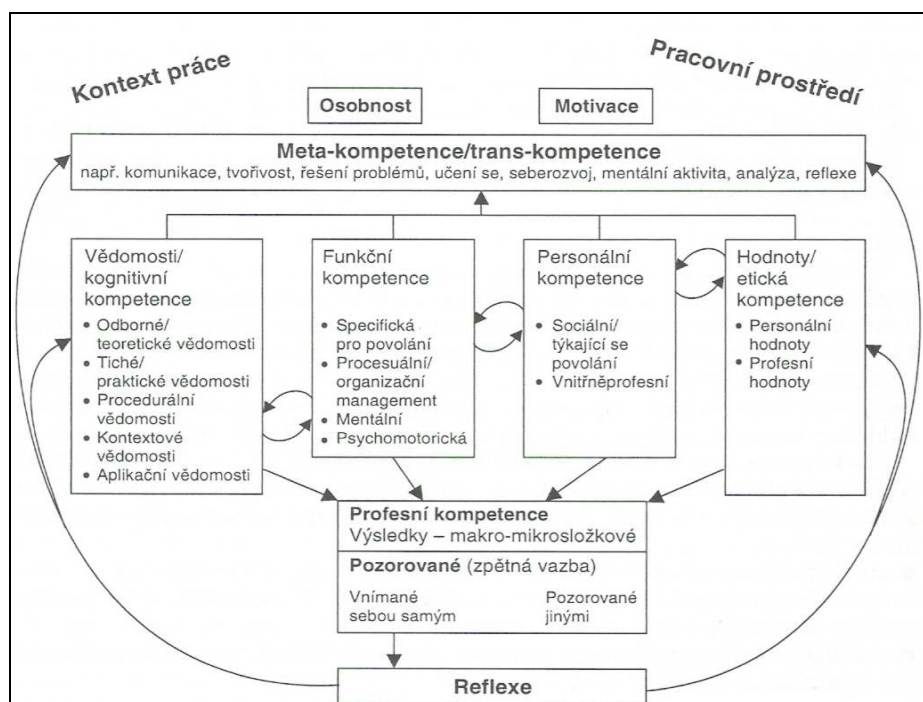 Kontext práce
Pracovní prostředí
Osobnost
Motivace
Meta-kompetence/trans-kompetence
např. komunikace, tvořivost, řešení problémů, učení se, seberozvoj, mentální aktivita, analýza, reflexe
Vědomosti/
kognitivní
kompetence
• Odborné/
teoretické vědomosti
• Tiché/
praktické vědomosti
• Procedurální
vědomosti
• Kontextové
vědomosti
• Aplikační vědomosti
Funkční
kompetence
• Specifická
pro povolání
• Procesuální/
organizační
management
• Mentální
• Psychomotorická
Personální
kompetence
• Sociální/
týkající se
povolání
• Vnitřněprofesní
Hodnoty/
etická
kompetence
• Personální
hodnoty
• Profesní
hodnoty
Profesní kompetence
Výsledky – makro-mikrosložkové
Pozorované (zpětná vazba)
Vnímané
sebou samým
Pozorované
jinými
Reflexe